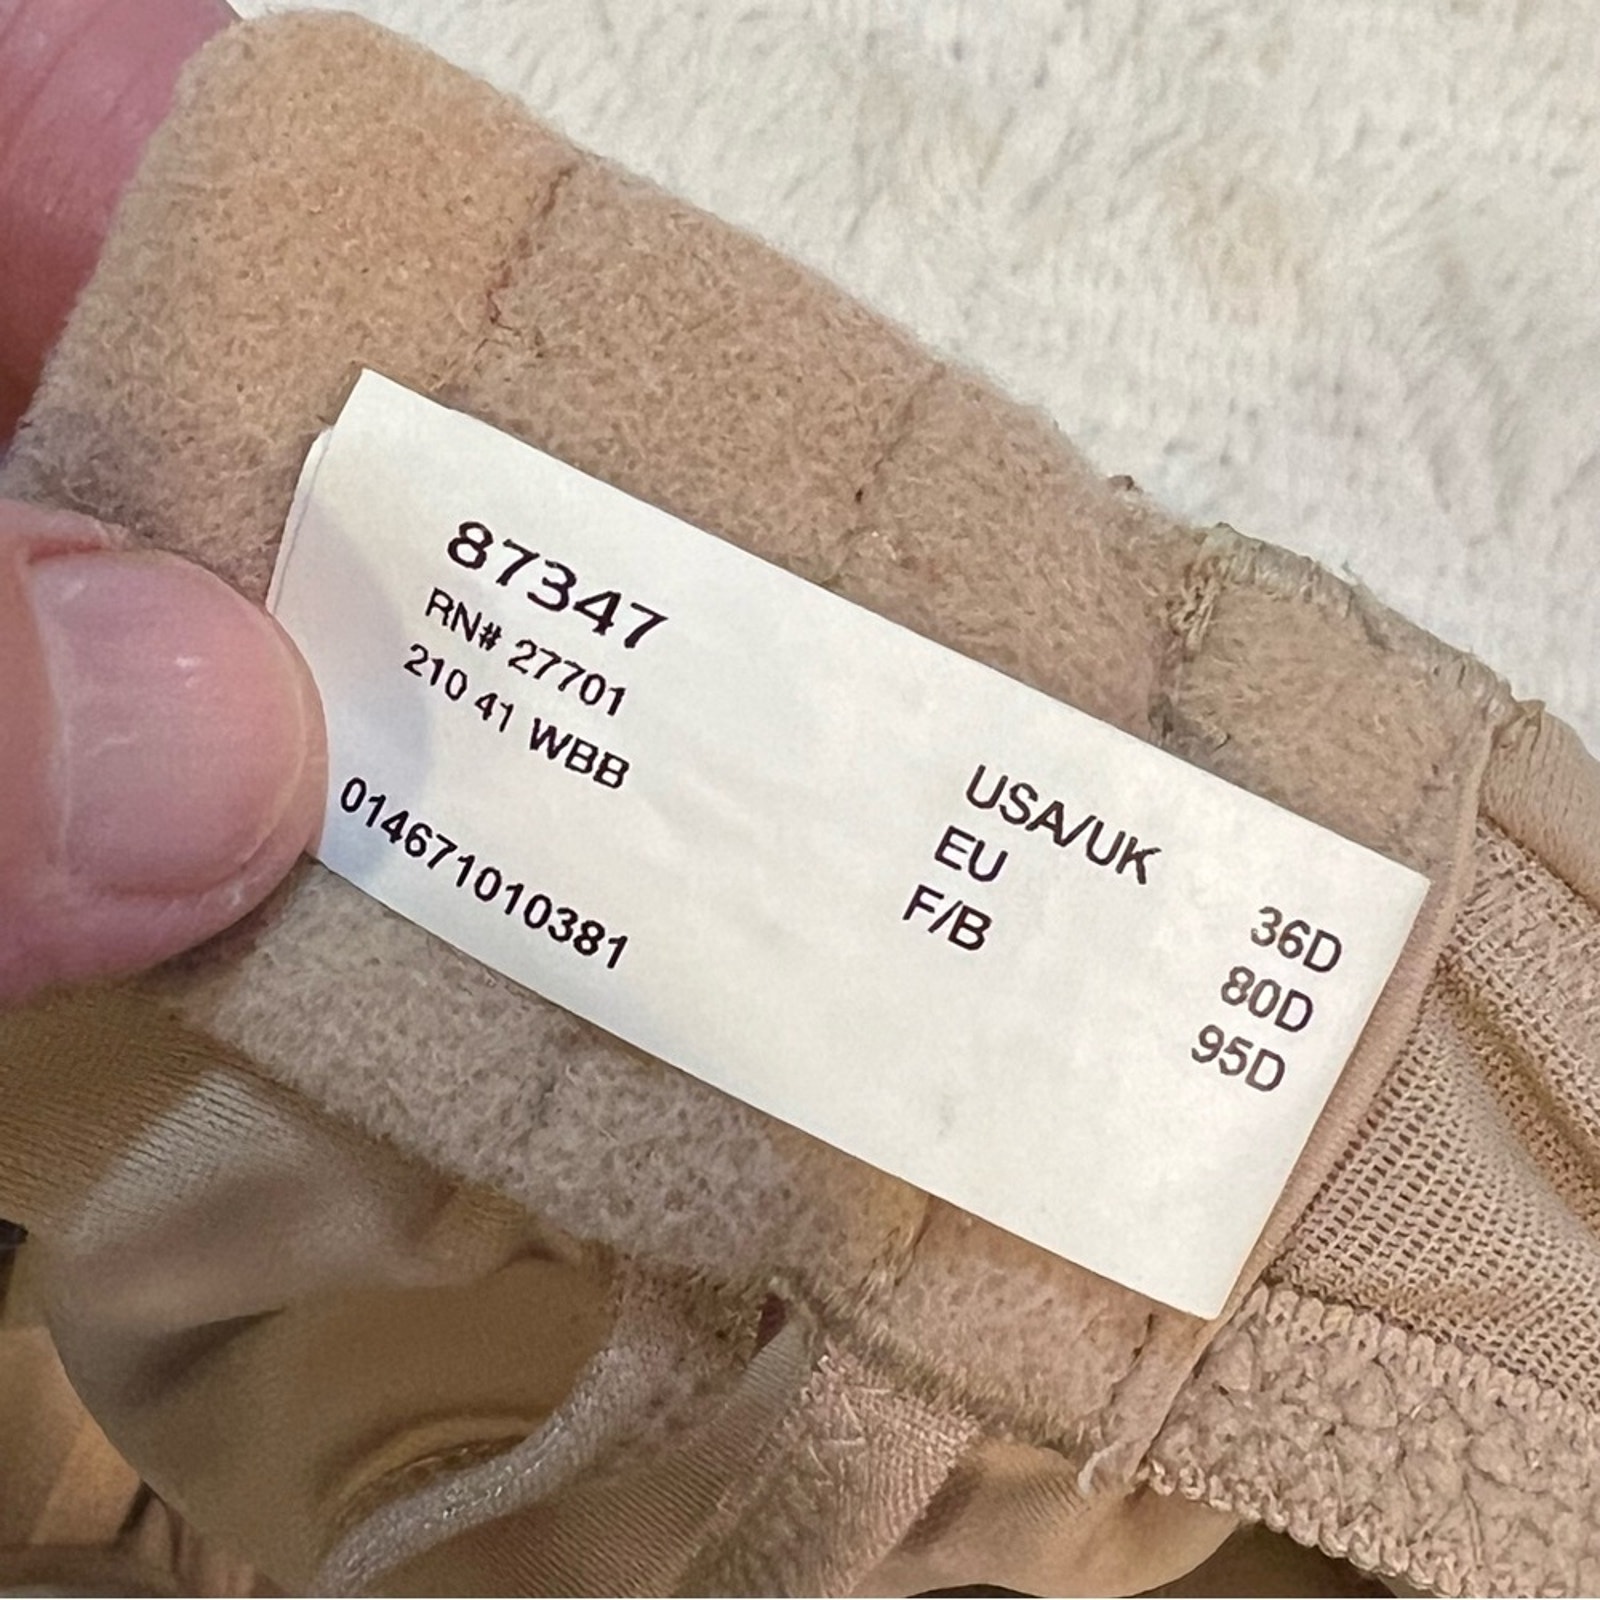 87347
RN# 27701
210 41 WBB
014671010381
USA/UK 36D
EU 80D
F/B 95D